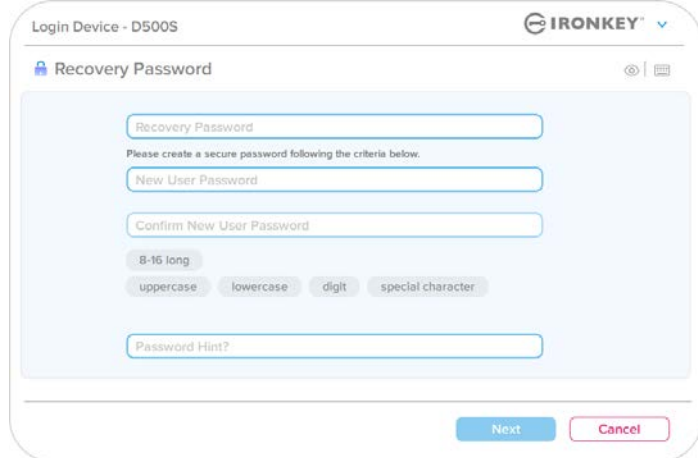 Login Device - D500S
IRONKEY™
Recovery Password
Recovery Password
Please create a secure password following the criteria below.
New User Password
Confirm New User Password
8-16 long
uppercase lowercase digit special character
Password Hint?
Next Cancel